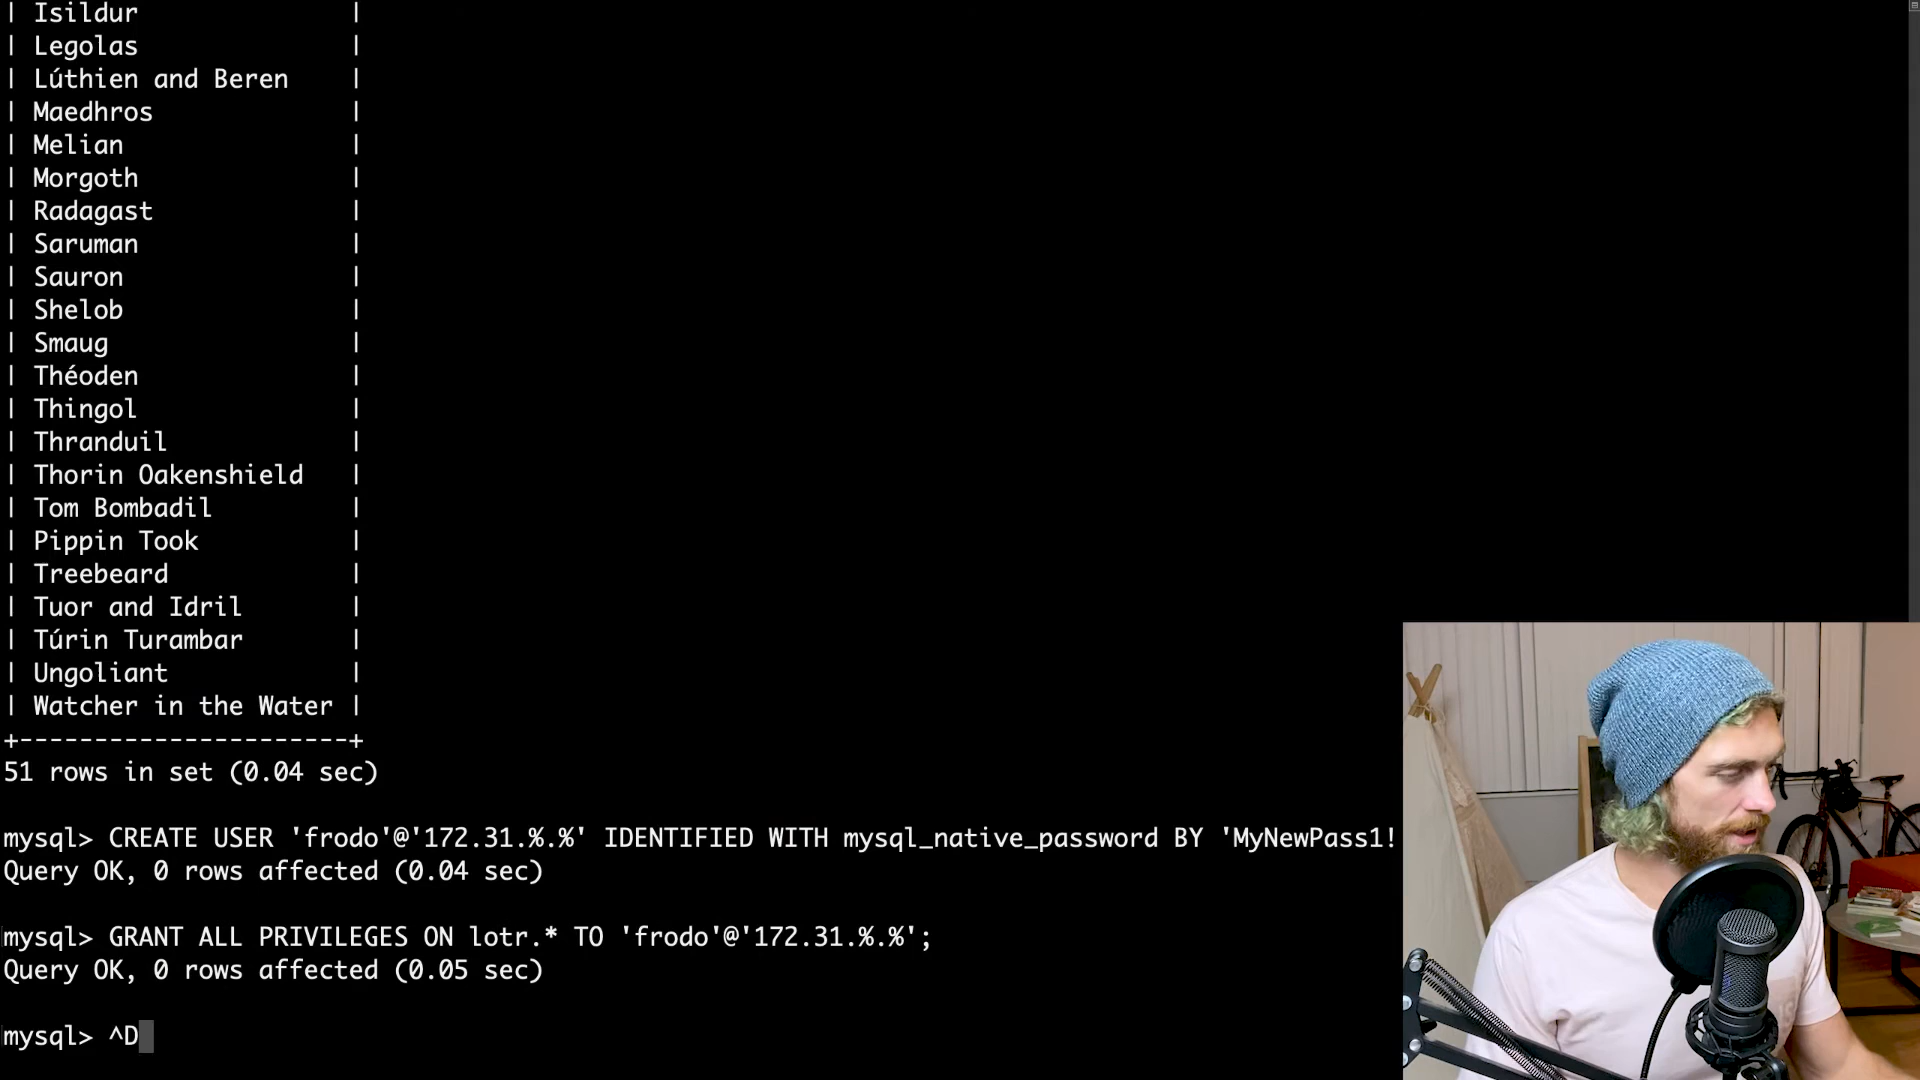 | Isildur |
| Legolas |
| Lúthien and Beren |
| Maedhros |
| Melian |
| Morgoth |
| Radagast |
| Saruman |
| Sauron |
| Shelob |
| Smaug |
| Théoden |
| Thingol |
| Thranduil |
| Thorin Oakenshield |
| Tom Bombadil |
| Pippin Took |
| Treebeard |
| Tuor and Idril |
| Túrin Turambar |
| Ungoliant |
| Watcher in the Water |
+----------------------+
51 rows in set (0.04 sec)
mysql> CREATE USER 'frodo'@'172.31.%.%' IDENTIFIED WITH mysql_native_password BY 'MyNewPass1!
Query OK, 0 rows affected (0.04 sec)
mysql> GRANT ALL PRIVILEGES ON lotr.* TO 'frodo'@'172.31.%.%';
Query OK, 0 rows affected (0.05 sec)
mysql> ^D